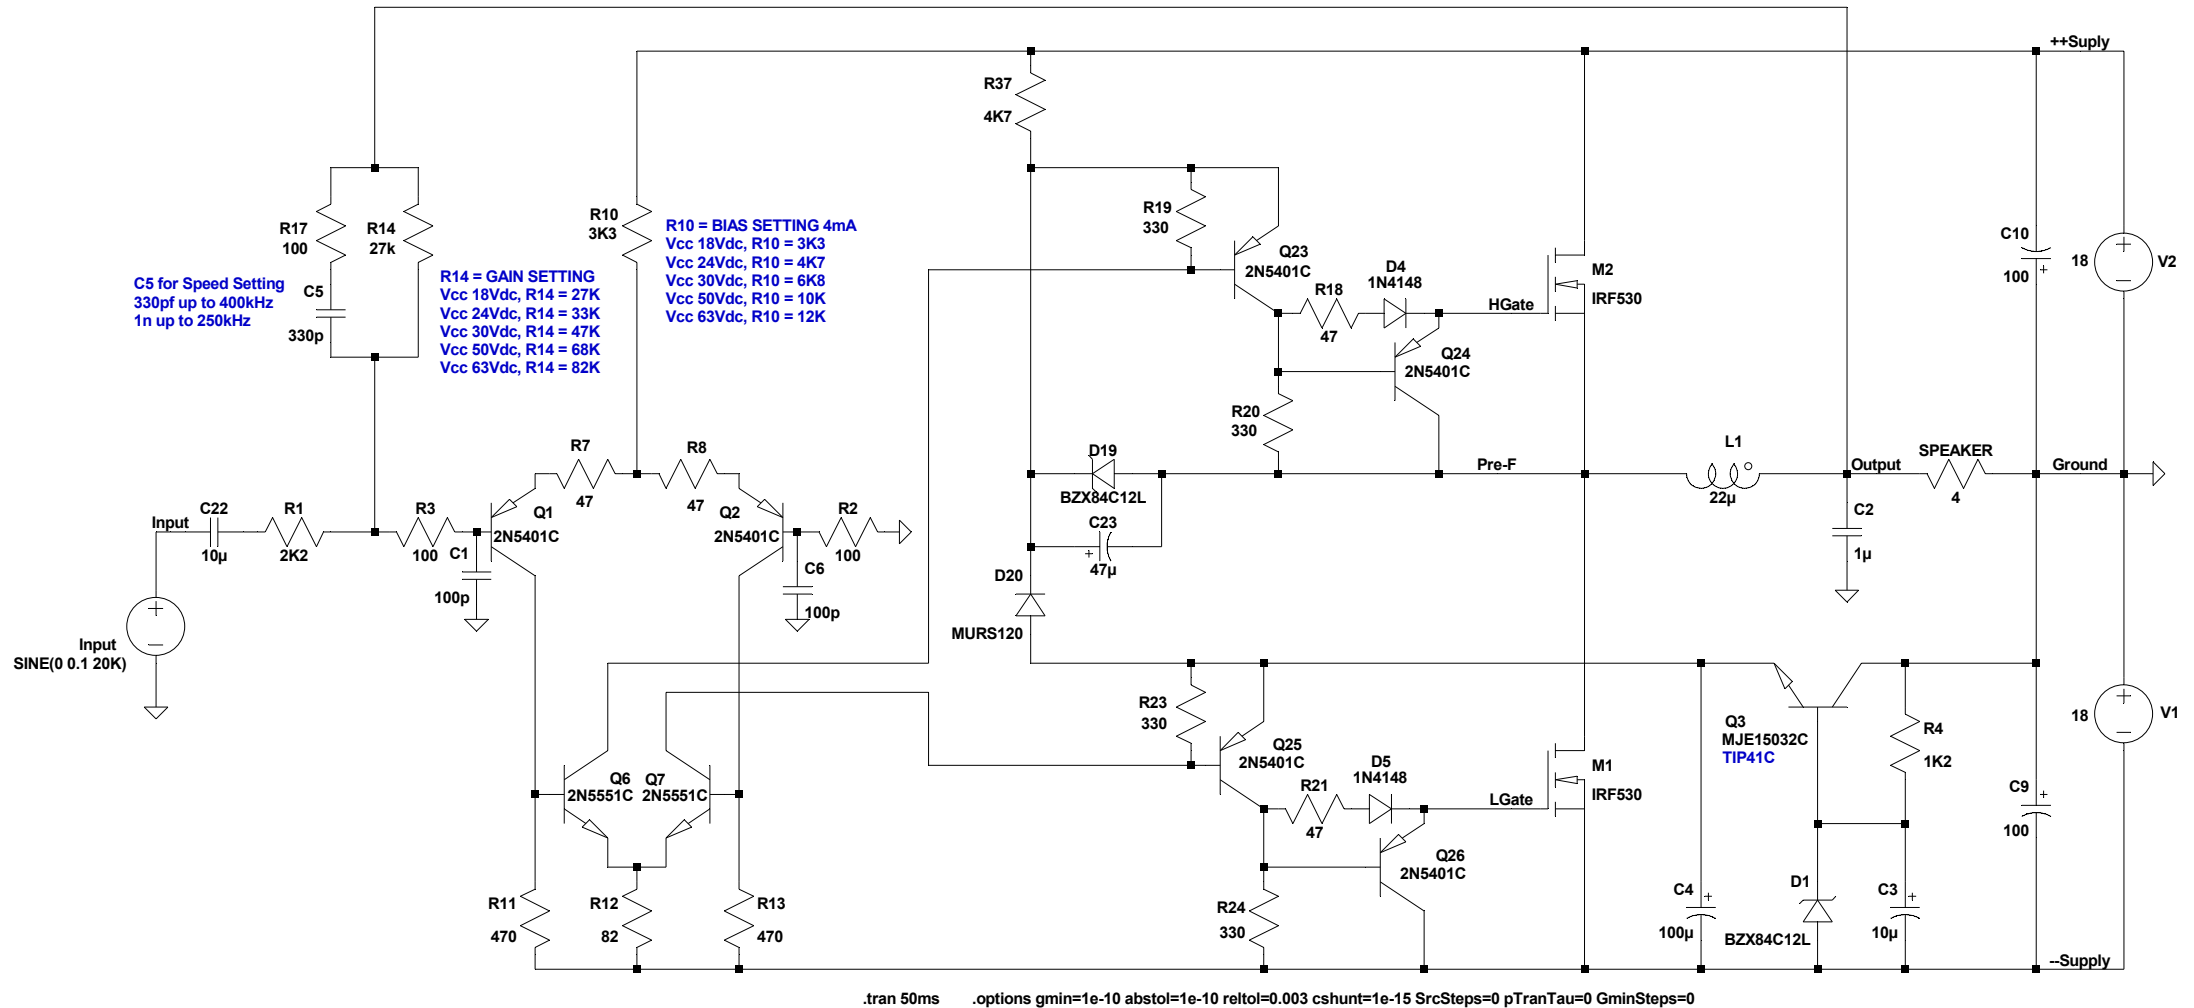 ++Suply
R37
4K7
R17
100
R14
27k
R10
3K3
R10 = BIAS SETTING 4mA
Vcc 18Vdc, R10 = 3K3
Vcc 24Vdc, R10 = 4K7
Vcc 30Vdc, R10 = 6K8
Vcc 50Vdc, R10 = 10K
Vcc 63Vdc, R10 = 12K
C5 for Speed Setting
330pf up to 400kHz
1n up to 250kHz
C5
330p
R14 = GAIN SETTING
Vcc 18Vdc, R14 = 27K
Vcc 24Vdc, R14 = 33K
Vcc 30Vdc, R14 = 47K
Vcc 50Vdc, R14 = 68K
Vcc 63Vdc, R14 = 82K
R19
330
Q23
2N5401C
D4
1N4148
R18
47
HGate
M2
IRF530
Q24
2N5401C
R20
330
C10
100
18
V2
R7
47
R8
47
D19
BZX84C12L
Pre-F
L1
22µ
Output
SPEAKER
4
Ground
Input
C22
10µ
R1
2K2
R3
100
C1
100p
Q1
2N5401C
Q2
2N5401C
R2
100
C6
100p
C23
47µ
C2
1µ
D20
MURS120
Input
SINE(0 0.1 20K)
R23
330
Q25
2N5401C
D5
1N4148
R21
47
LGate
M1
IRF530
Q3
MJE15032C
TIP41C
R4
1K2
18
V1
Q6
2N5551C
Q7
2N5551C
Q26
2N5401C
C9
100
R11
470
R12
82
R13
470
R24
330
C4
100µ
D1
BZX84C12L
C3
10µ
--Supply
.tran 50ms
.options gmin=1e-10 abstol=1e-10 reltol=0.003 cshunt=1e-15 SrcSteps=0 pTranTau=0 GminSteps=0